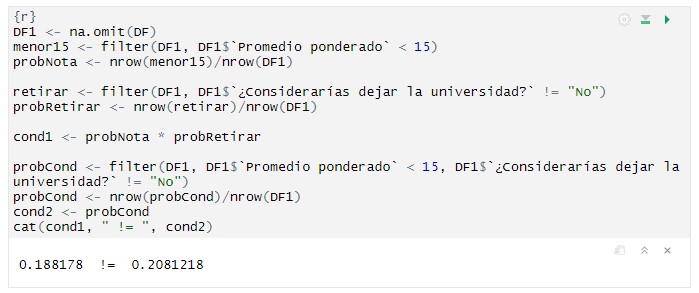 {r}
DF1 <- na.omit(DF)
menor15 <- filter(DF1, DF1$`Promedio ponderado` < 15)
probNota <- nrow(menor15)/nrow(DF1)
retirar <- filter(DF1, DF1$`¿Considerarías dejar la universidad?` != "No")
probRetirar <- nrow(retirar)/nrow(DF1)
cond1 <- probNota * probRetirar
probCond <- filter(DF1, DF1$`Promedio ponderado` < 15, DF1$`¿Considerarías dejar la
universidad?` != "No")
probCond <- nrow(probCond)/nrow(DF1)
cond2 <- probCond
cat(cond1, " != ", cond2)
0.188178  !=  0.2081218